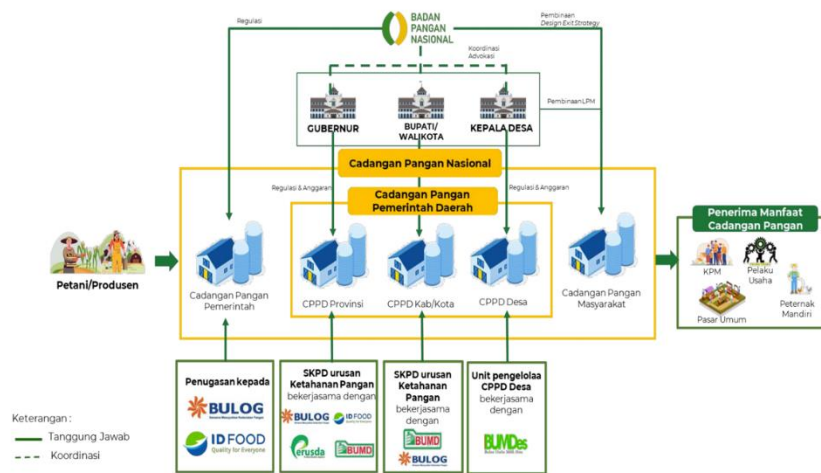 BADAN
PANGAN
NASIONAL
Regulasi
Pembinaan
Design Exit Strategy
Koordinasi
Advokasi
Pembinaan LPM
GUBERNUR
BUPATI/
WALIKOTA
KEPALA DESA
Cadangan Pangan Nasional
Regulasi & Anggaran
Cadangan Pangan
Pemerintah Daerah
Regulasi & Anggaran
Petani/Produsen
Cadangan Pangan
Pemerintah
CPPD Provinsi
CPPD Kab/Kota
CPPD Desa
Cadangan Pangan
Masyarakat
Penerima Manfaat
Cadangan Pangan
KPM
Pelaku
Usaha
Pasar Umum
Peternak
Mandiri
Penugasan kepada
BULOG
ID FOOD
Quality for Everyone
SKPD urusan
Ketahanan Pangan
bekerjasama dengan
BULOG
ID FOOD
Perusda
BUMD
SKPD urusan
Ketahanan
Pangan
bekerjasama
dengan
BUMD
BULOG
Unit pengelolaa
CPPD Desa
bekerjasama
dengan
BUMDes
Keterangan :
Tanggung Jawab
Koordinasi